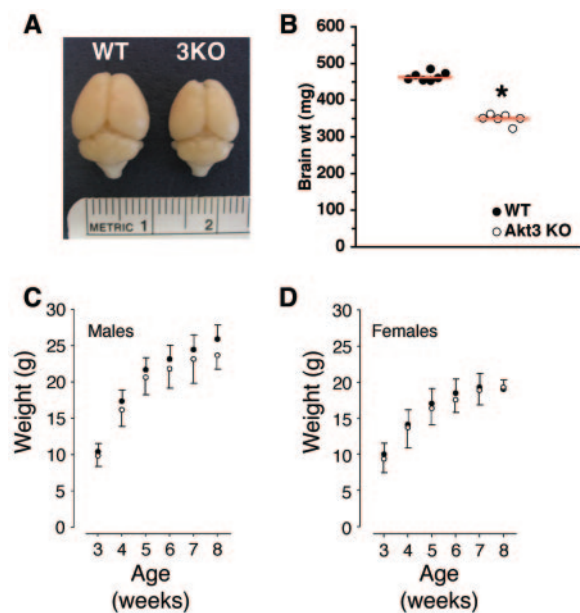 A
WT 3KO
METRIC 1 2
B
Brain wt (mg)
600
500
400
300
200
100
0
*
WT
Akt3 KO
C
Males
Weight (g)
30
25
20
15
10
5
0
3 4 5 6 7 8
Age
(weeks)
D
Females
Weight (g)
30
25
20
15
10
5
0
3 4 5 6 7 8
Age
(weeks)